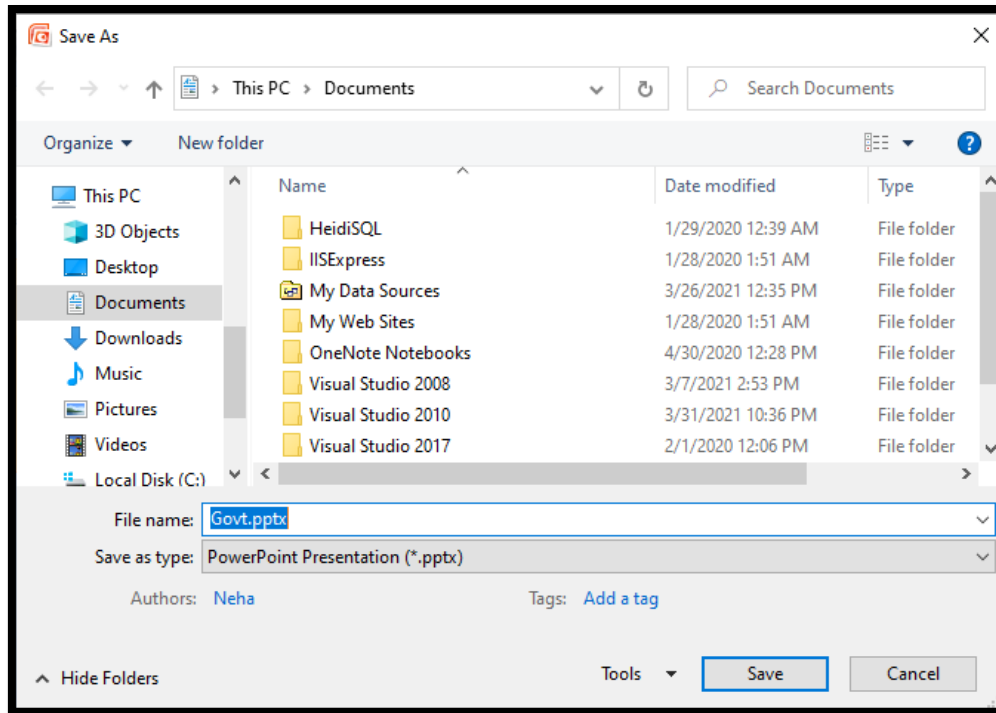 Save As
This PC > Documents
Search Documents
Organize
New folder
Name
Date modified
Type
This PC
3D Objects
Desktop
Documents
Downloads
Music
Pictures
Videos
Local Disk (C:)
HeidiSQL 1/29/2020 12:39 AM File folder
IISExpress 1/28/2020 1:51 AM File folder
My Data Sources 3/26/2021 12:35 PM File folder
My Web Sites 1/28/2020 1:51 AM File folder
OneNote Notebooks 4/30/2020 12:28 PM File folder
Visual Studio 2008 3/7/2021 2:53 PM File folder
Visual Studio 2010 3/31/2021 10:36 PM File folder
Visual Studio 2017 2/1/2020 12:06 PM File folder
File name: Govt.pptx
Save as type: PowerPoint Presentation (*.pptx)
Authors: Neha
Tags: Add a tag
Hide Folders
Tools
Save
Cancel